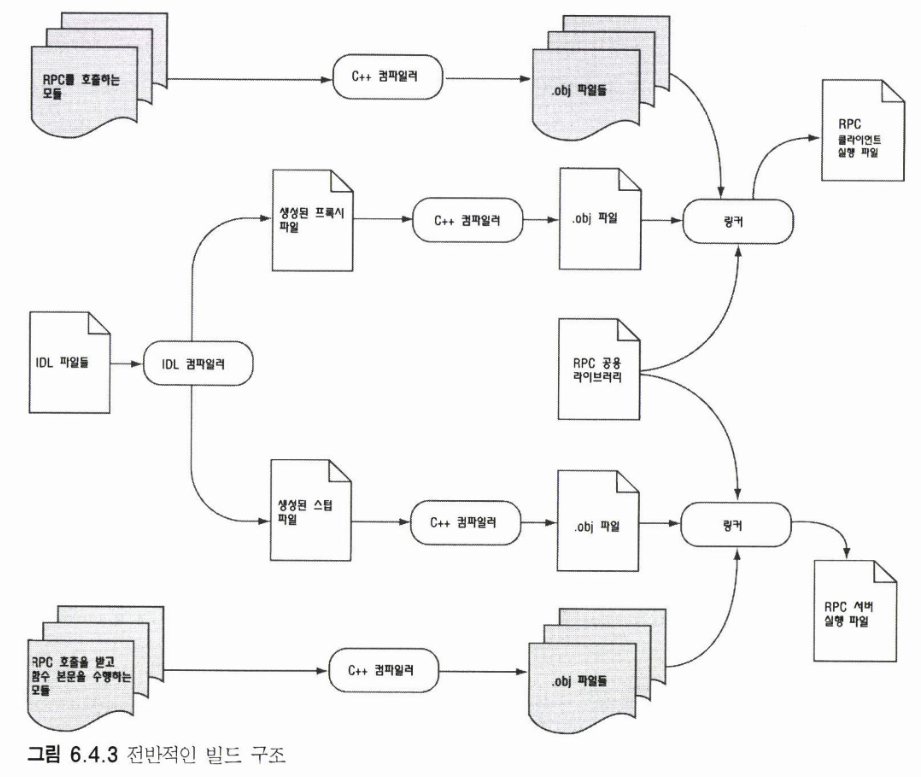 RPC를 호출하는
모듈
C++ 컴파일러
.obj 파일들
RPC
클라이언트
실행 파일
생성된 프록시
파일
C++ 컴파일러
.obj 파일
링커
IDL 파일들
IDL 컴파일러
RPC 공용
라이브러리
생성된 스텁
파일
C++ 컴파일러
.obj 파일
링커
RPC 서버
실행 파일
RPC 호출을 받고
함수 본문을 수행하는
모듈
C++ 컴파일러
.obj 파일들
그림 6.4.3 전반적인 빌드 구조